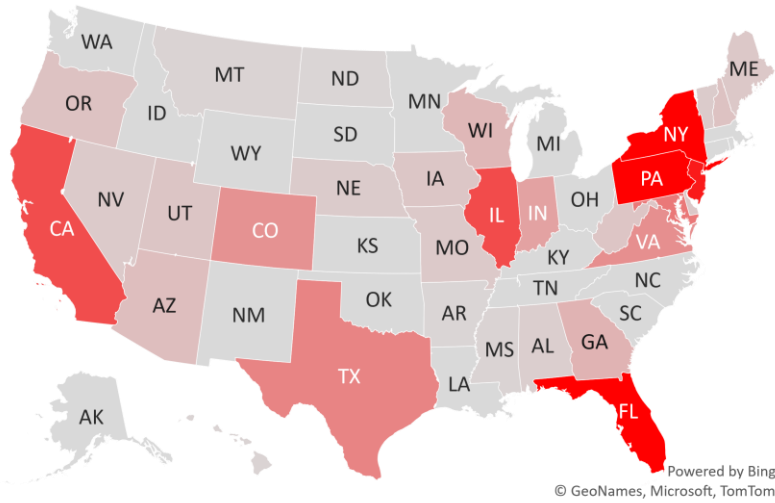 WA
MT
ND
MN
ME
OR
ID
SD
WI
MI
NY
WY
PA
NV
UT
NE
IA
IL
IN
OH
CA
CO
KS
MO
KY
VA
AZ
NM
OK
AR
TN
NC
SC
TX
LA
MS
AL
GA
AK
FL
Powered by Bing
© GeoNames, Microsoft, TomTom